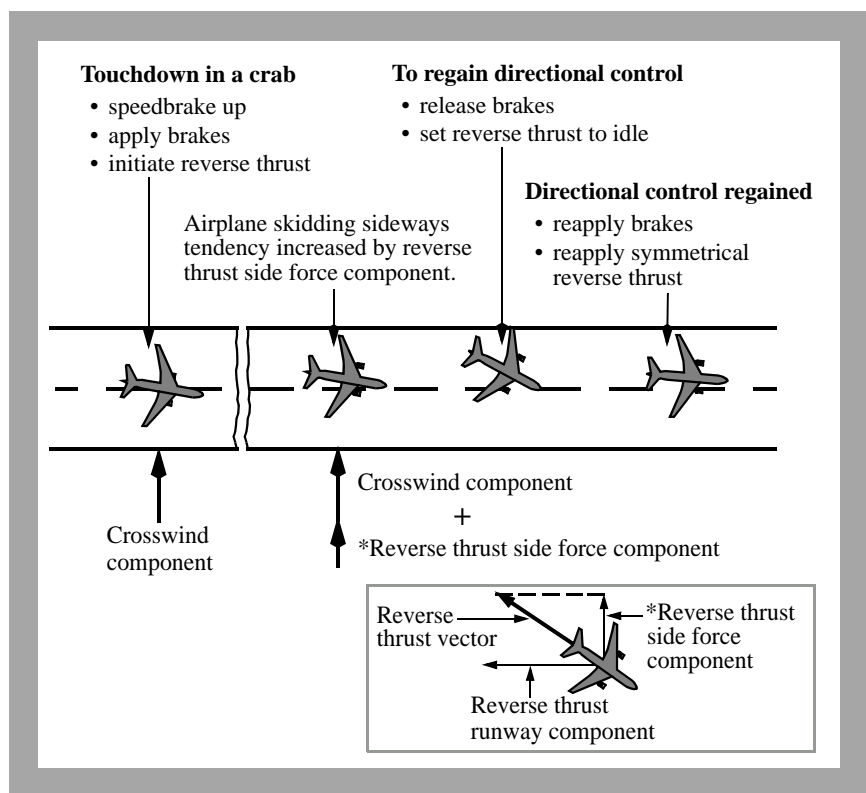 Touchdown in a crab
• speedbrake up
• apply brakes
• initiate reverse thrust
To regain directional control
• release brakes
• set reverse thrust to idle
Airplane skidding sideways
tendency increased by reverse
thrust side force component.
Directional control regained
• reapply brakes
• reapply symmetrical
reverse thrust
Crosswind
component
Crosswind component
+
*Reverse thrust side force component
Reverse
thrust vector
*Reverse thrust
side force
component
Reverse thrust
runway component